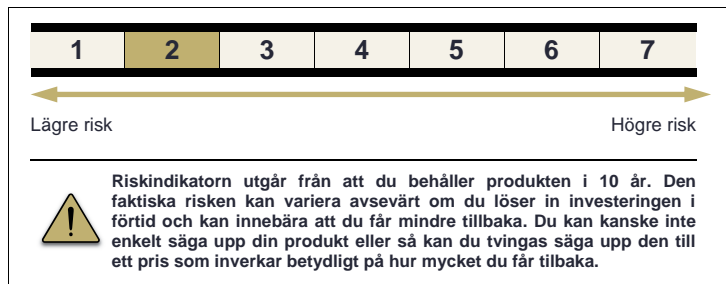 1 2 3 4 5 6 7
Lägre risk Högre risk
Riskindikatorn utgår från att du behåller produkten i 10 år. Den
faktiska risken kan variera avsevärt om du löser in investeringen i
förtid och kan innebära att du får mindre tillbaka. Du kan kanske inte
enkelt säga upp din produkt eller så kan du tvingas säga upp den till
ett pris som inverkar betydligt på hur mycket du får tilbaka.